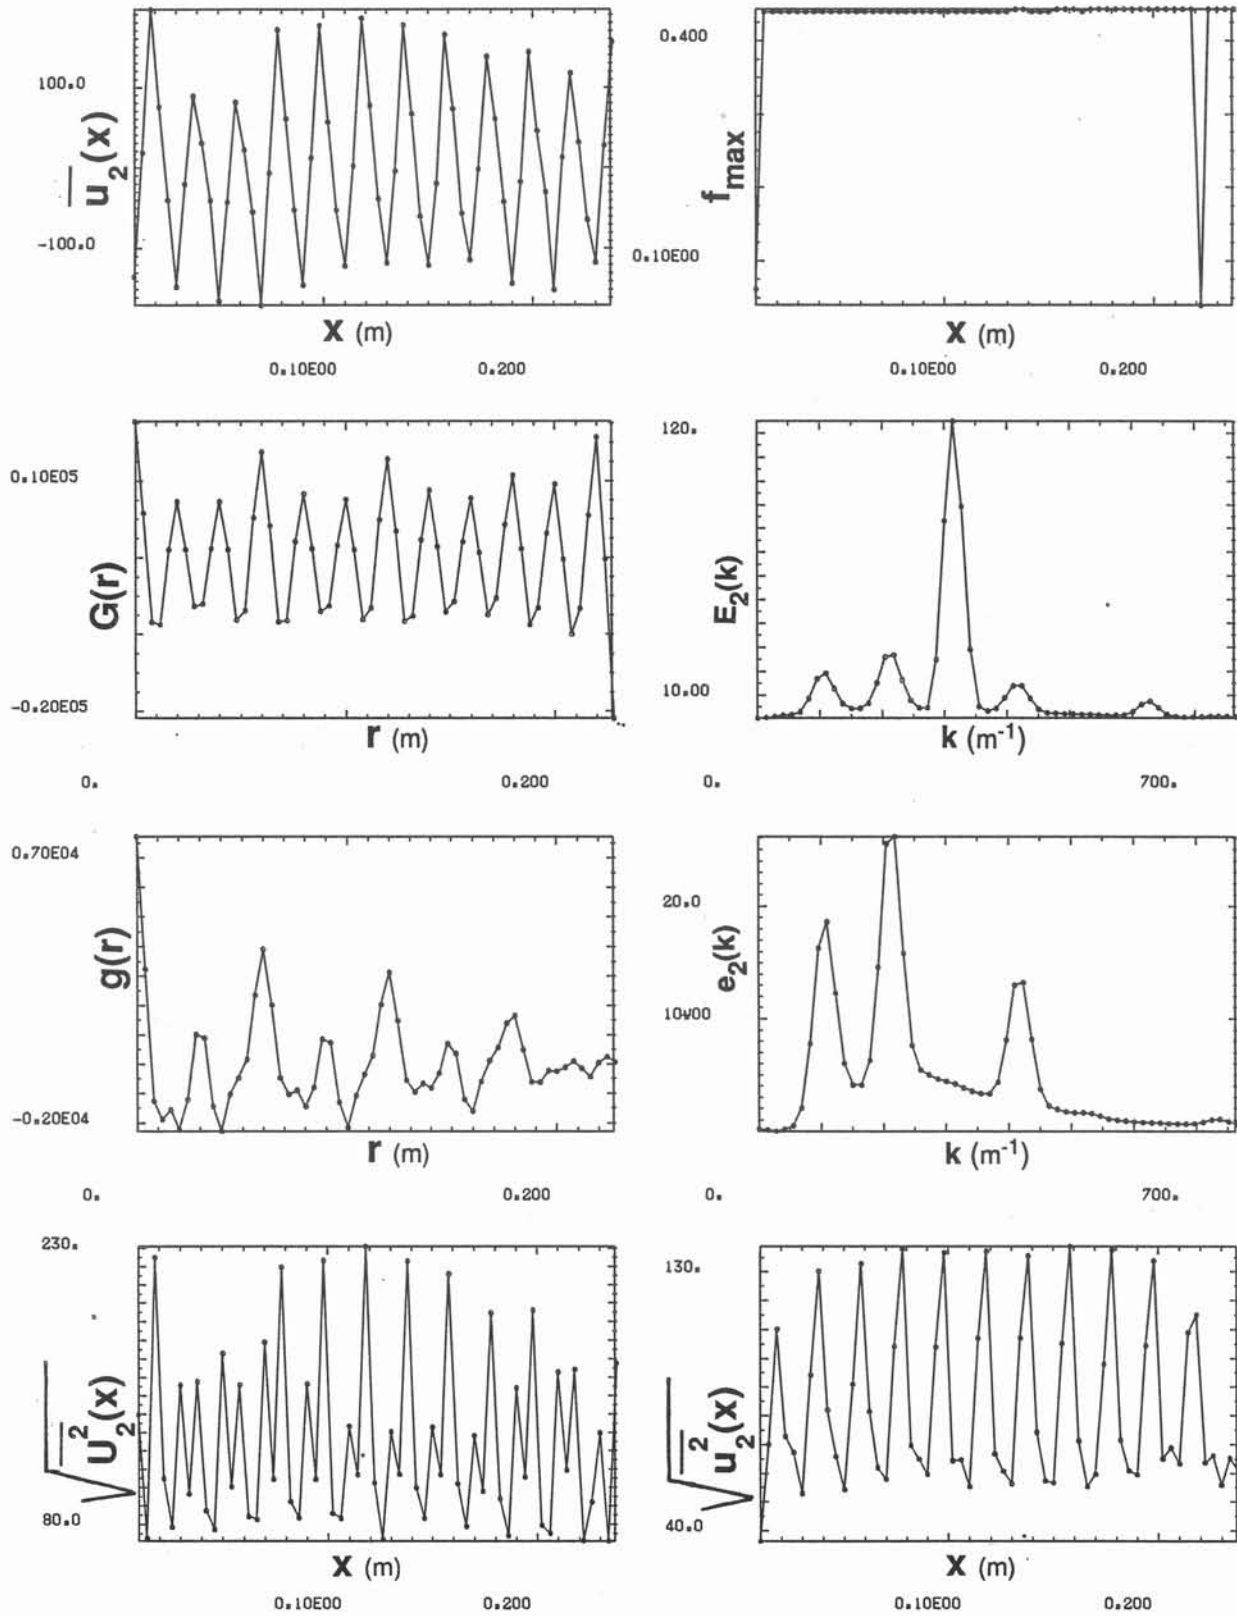 100.0
u₂(x)
-100.0
x (m)
0.10E00 0.200
0.400
f max
0.10E00
x (m)
0.10E00 0.200
0.10E05
G(r)
-0.20E05
r (m)
0. 0.200
120.
E₂(k)
10.00
k (m⁻¹)
0. 700.
0.70E04
g(r)
-0.20E04
r (m)
0. 0.200
20.0
e₂(k)
10.00
k (m⁻¹)
0. 700.
230.
√U₂²(x)
80.0
x (m)
0.10E00 0.200
130.
√u₂²(x)
40.0
x (m)
0.10E00 0.200